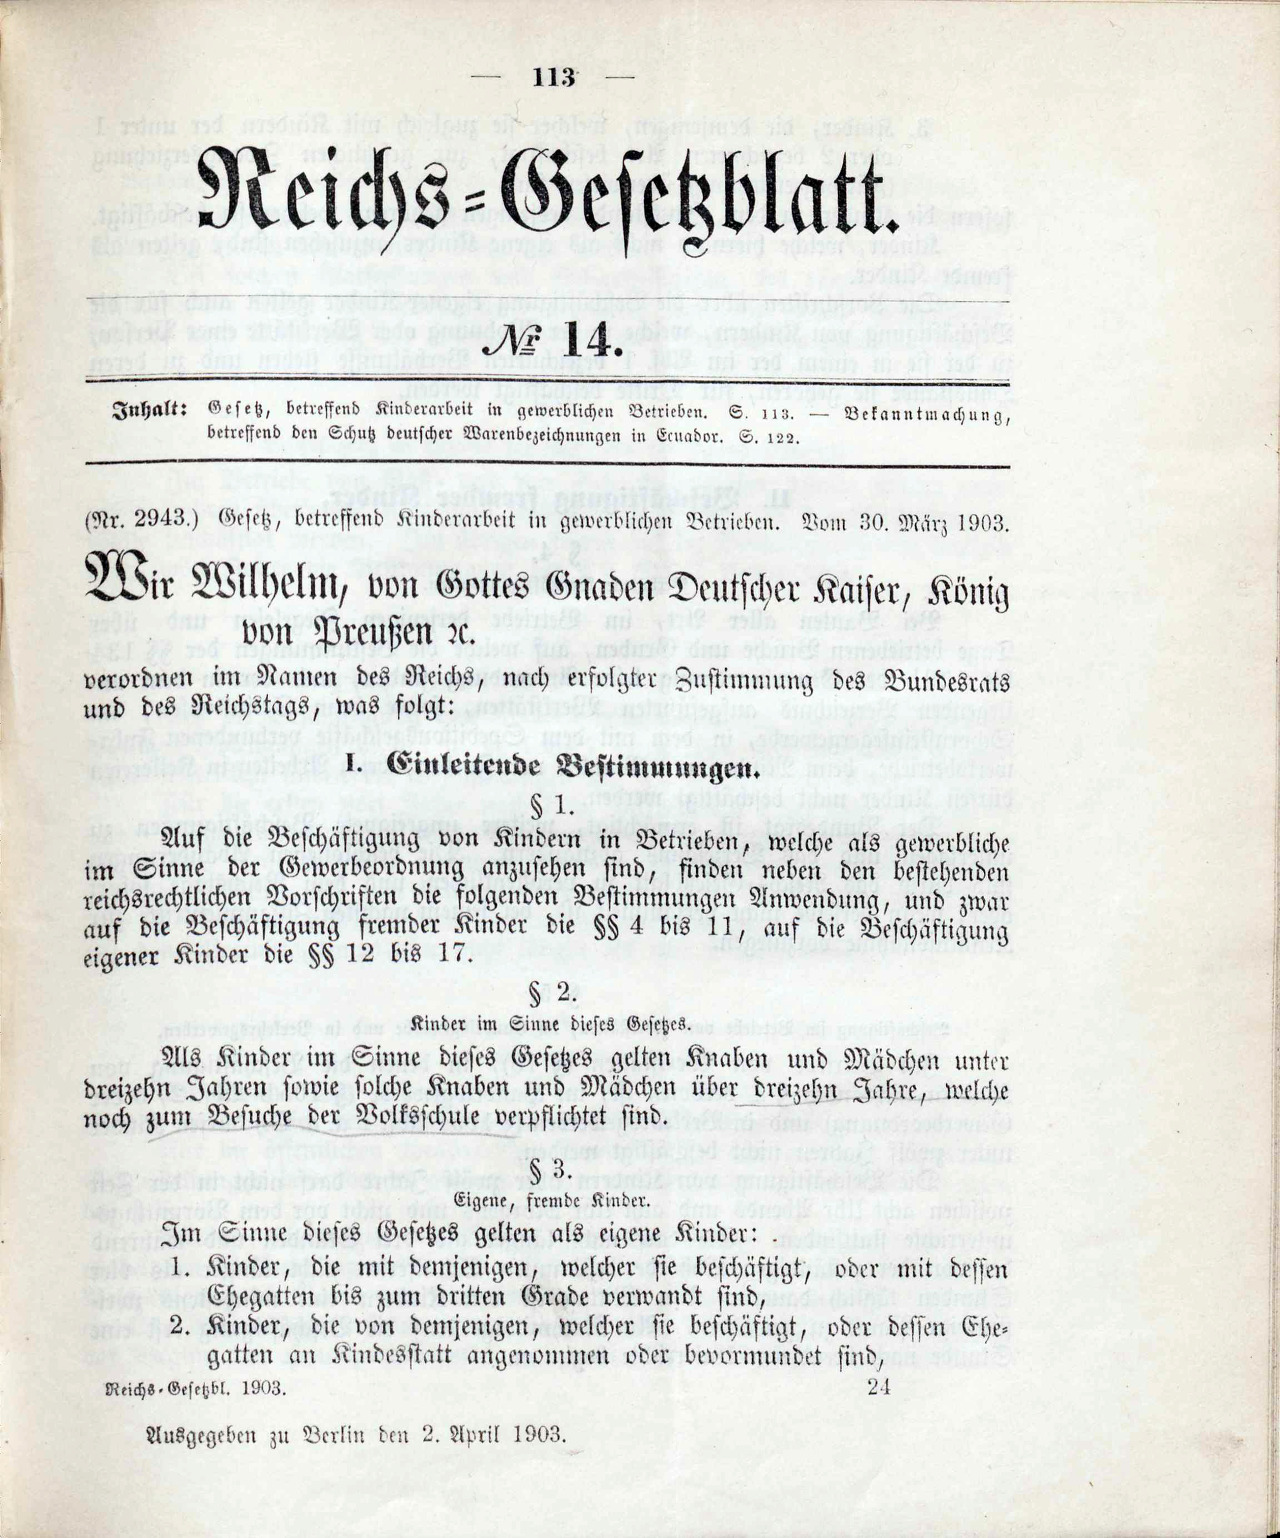 — 113 —
Reichs-Gesetzblatt.
№ 14.
Inhalt: Gesetz, betreffend Kinderarbeit in gewerblichen Betrieben. S. 113. — Bekanntmachung,
betreffend den Schutz deutscher Warenbezeichnungen in Ecuador. S. 122.
(Nr. 2943.) Gesetz, betreffend Kinderarbeit in gewerblichen Betrieben. Vom 30. März 1903.
Wir Wilhelm, von Gottes Gnaden Deutscher Kaiser, König
von Preußen ꝛc.
verordnen im Namen des Reichs, nach erfolgter Zustimmung des Bundesrats
und des Reichstags, was folgt:
I. Einleitende Bestimmungen.
§ 1.
Auf die Beschäftigung von Kindern in Betrieben, welche als gewerbliche
im Sinne der Gewerbeordnung anzusehen sind, finden neben den bestehenden
reichsrechtlichen Vorschriften die folgenden Bestimmungen Anwendung, und zwar
auf die Beschäftigung fremder Kinder die §§ 4 bis 11, auf die Beschäftigung
eigener Kinder die §§ 12 bis 17.
§ 2.
Kinder im Sinne dieses Gesetzes.
Als Kinder im Sinne dieses Gesetzes gelten Knaben und Mädchen unter
dreizehn Jahren sowie solche Knaben und Mädchen über dreizehn Jahre, welche
noch zum Besuche der Volksschule verpflichtet sind.
§ 3.
Eigene, fremde Kinder.
Im Sinne dieses Gesetzes gelten als eigene Kinder:
1. Kinder, die mit demjenigen, welcher sie beschäftigt, oder mit dessen
Ehegatten bis zum dritten Grade verwandt sind,
2. Kinder, die von demjenigen, welcher sie beschäftigt, oder dessen Ehe-
gatten an Kindesstatt angenommen oder bevormundet sind,
Reichs-Gesetzbl. 1903. 24
Ausgegeben zu Berlin den 2. April 1903.